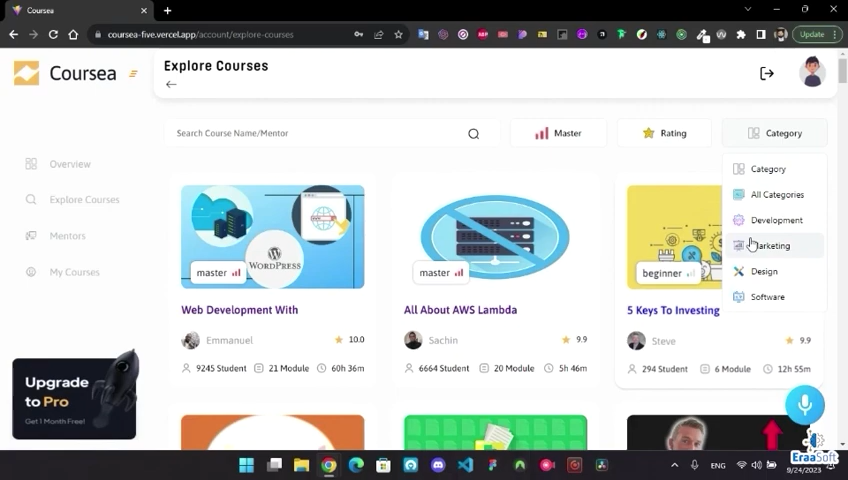 Coursea
coursea-five.vercel.app/account/explore-courses
Update
Coursea
Explore Courses
Search Course Name/Mentor
Master
Rating
Category
Overview
Explore Courses
Mentors
My Courses
Category
All Categories
Development
Marketing
Design
Software
WORDPRESS
master
master
beginner
Web Development With
All About AWS Lambda
5 Keys To Investing
Emmanuel
10.0
Sachin
9.9
Steve
9.9
9245 Student
21 Module
60h 36m
6664 Student
20 Module
5h 46m
294 Student
6 Module
12h 55m
Upgrade
to Pro
Get 1 Month Free!
EraaSoft
ENG
9/24/2023